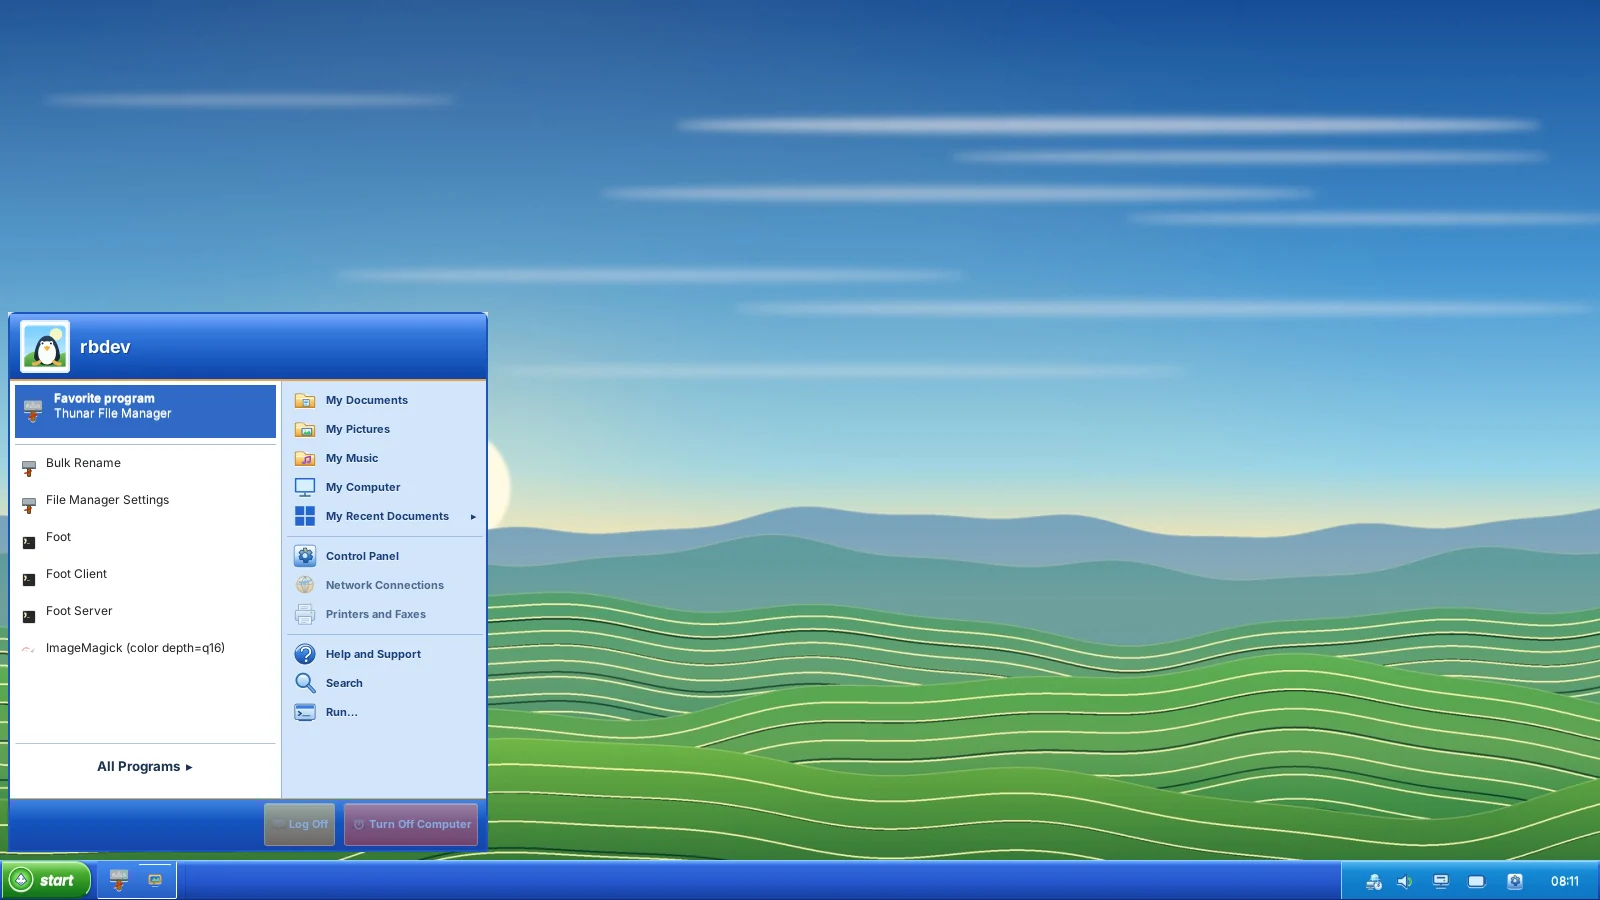 rbdev
Favorite program
Thunar File Manager
Bulk Rename
File Manager Settings
Foot
Foot Client
Foot Server
ImageMagick (color depth=q16)
All Programs ▸
My Documents
My Pictures
My Music
My Computer
My Recent Documents ▸
Control Panel
Network Connections
Printers and Faxes
Help and Support
Search
Run...
Log Off
Turn Off Computer
start
08:11